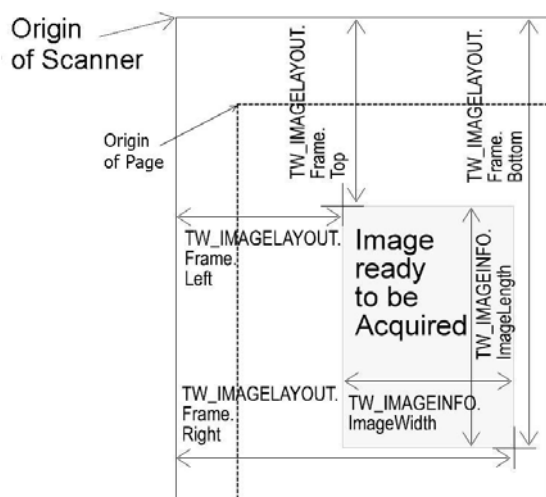 Origin
of Scanner
Origin
of Page
TW_IMAGELAYOUT.
Frame.
Top
TW_IMAGELAYOUT.
Frame.
Bottom
TW_IMAGELAYOUT.
Frame.
Left
Image
ready
to be
Acquired
TW_IMAGEINFO.
ImageLength
TW_IMAGEINFO.
ImageWidth
TW_IMAGELAYOUT.
Frame.
Right